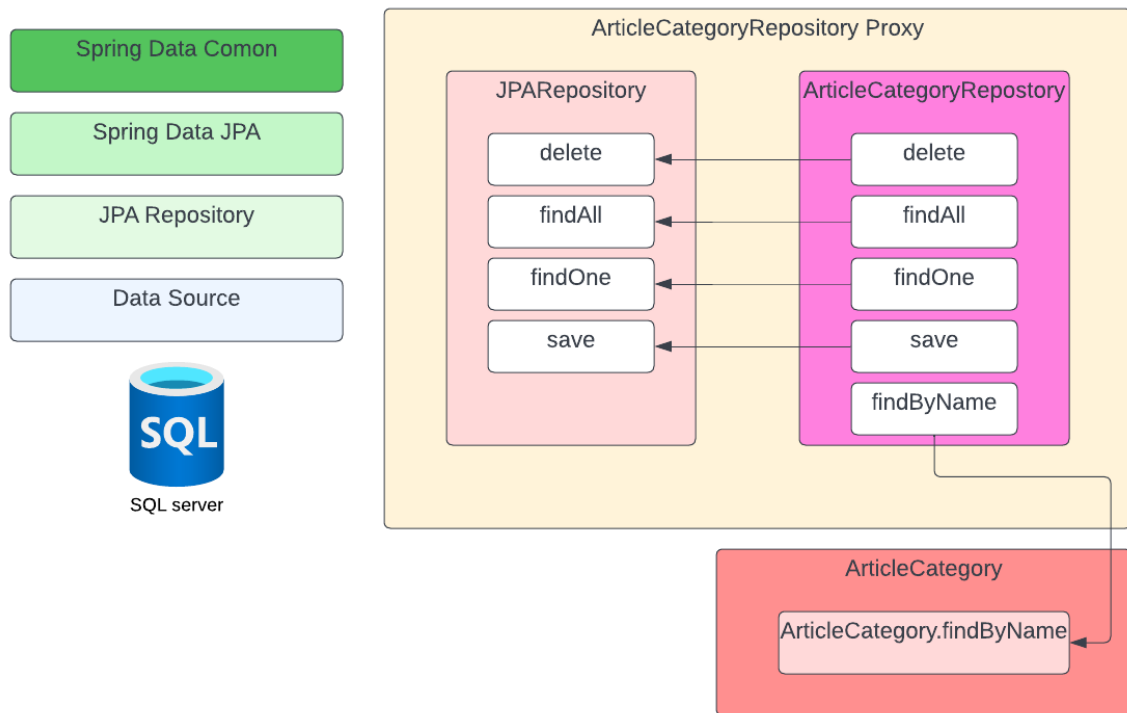 Spring Data Comon
Spring Data JPA
JPA Repository
Data Source
SQL
SQL server
ArticleCategoryRepository Proxy
JPARepository
delete
findAll
findOne
save
ArticleCategoryRepostory
delete
findAll
findOne
save
findByName
ArticleCategory
ArticleCategory.findByName